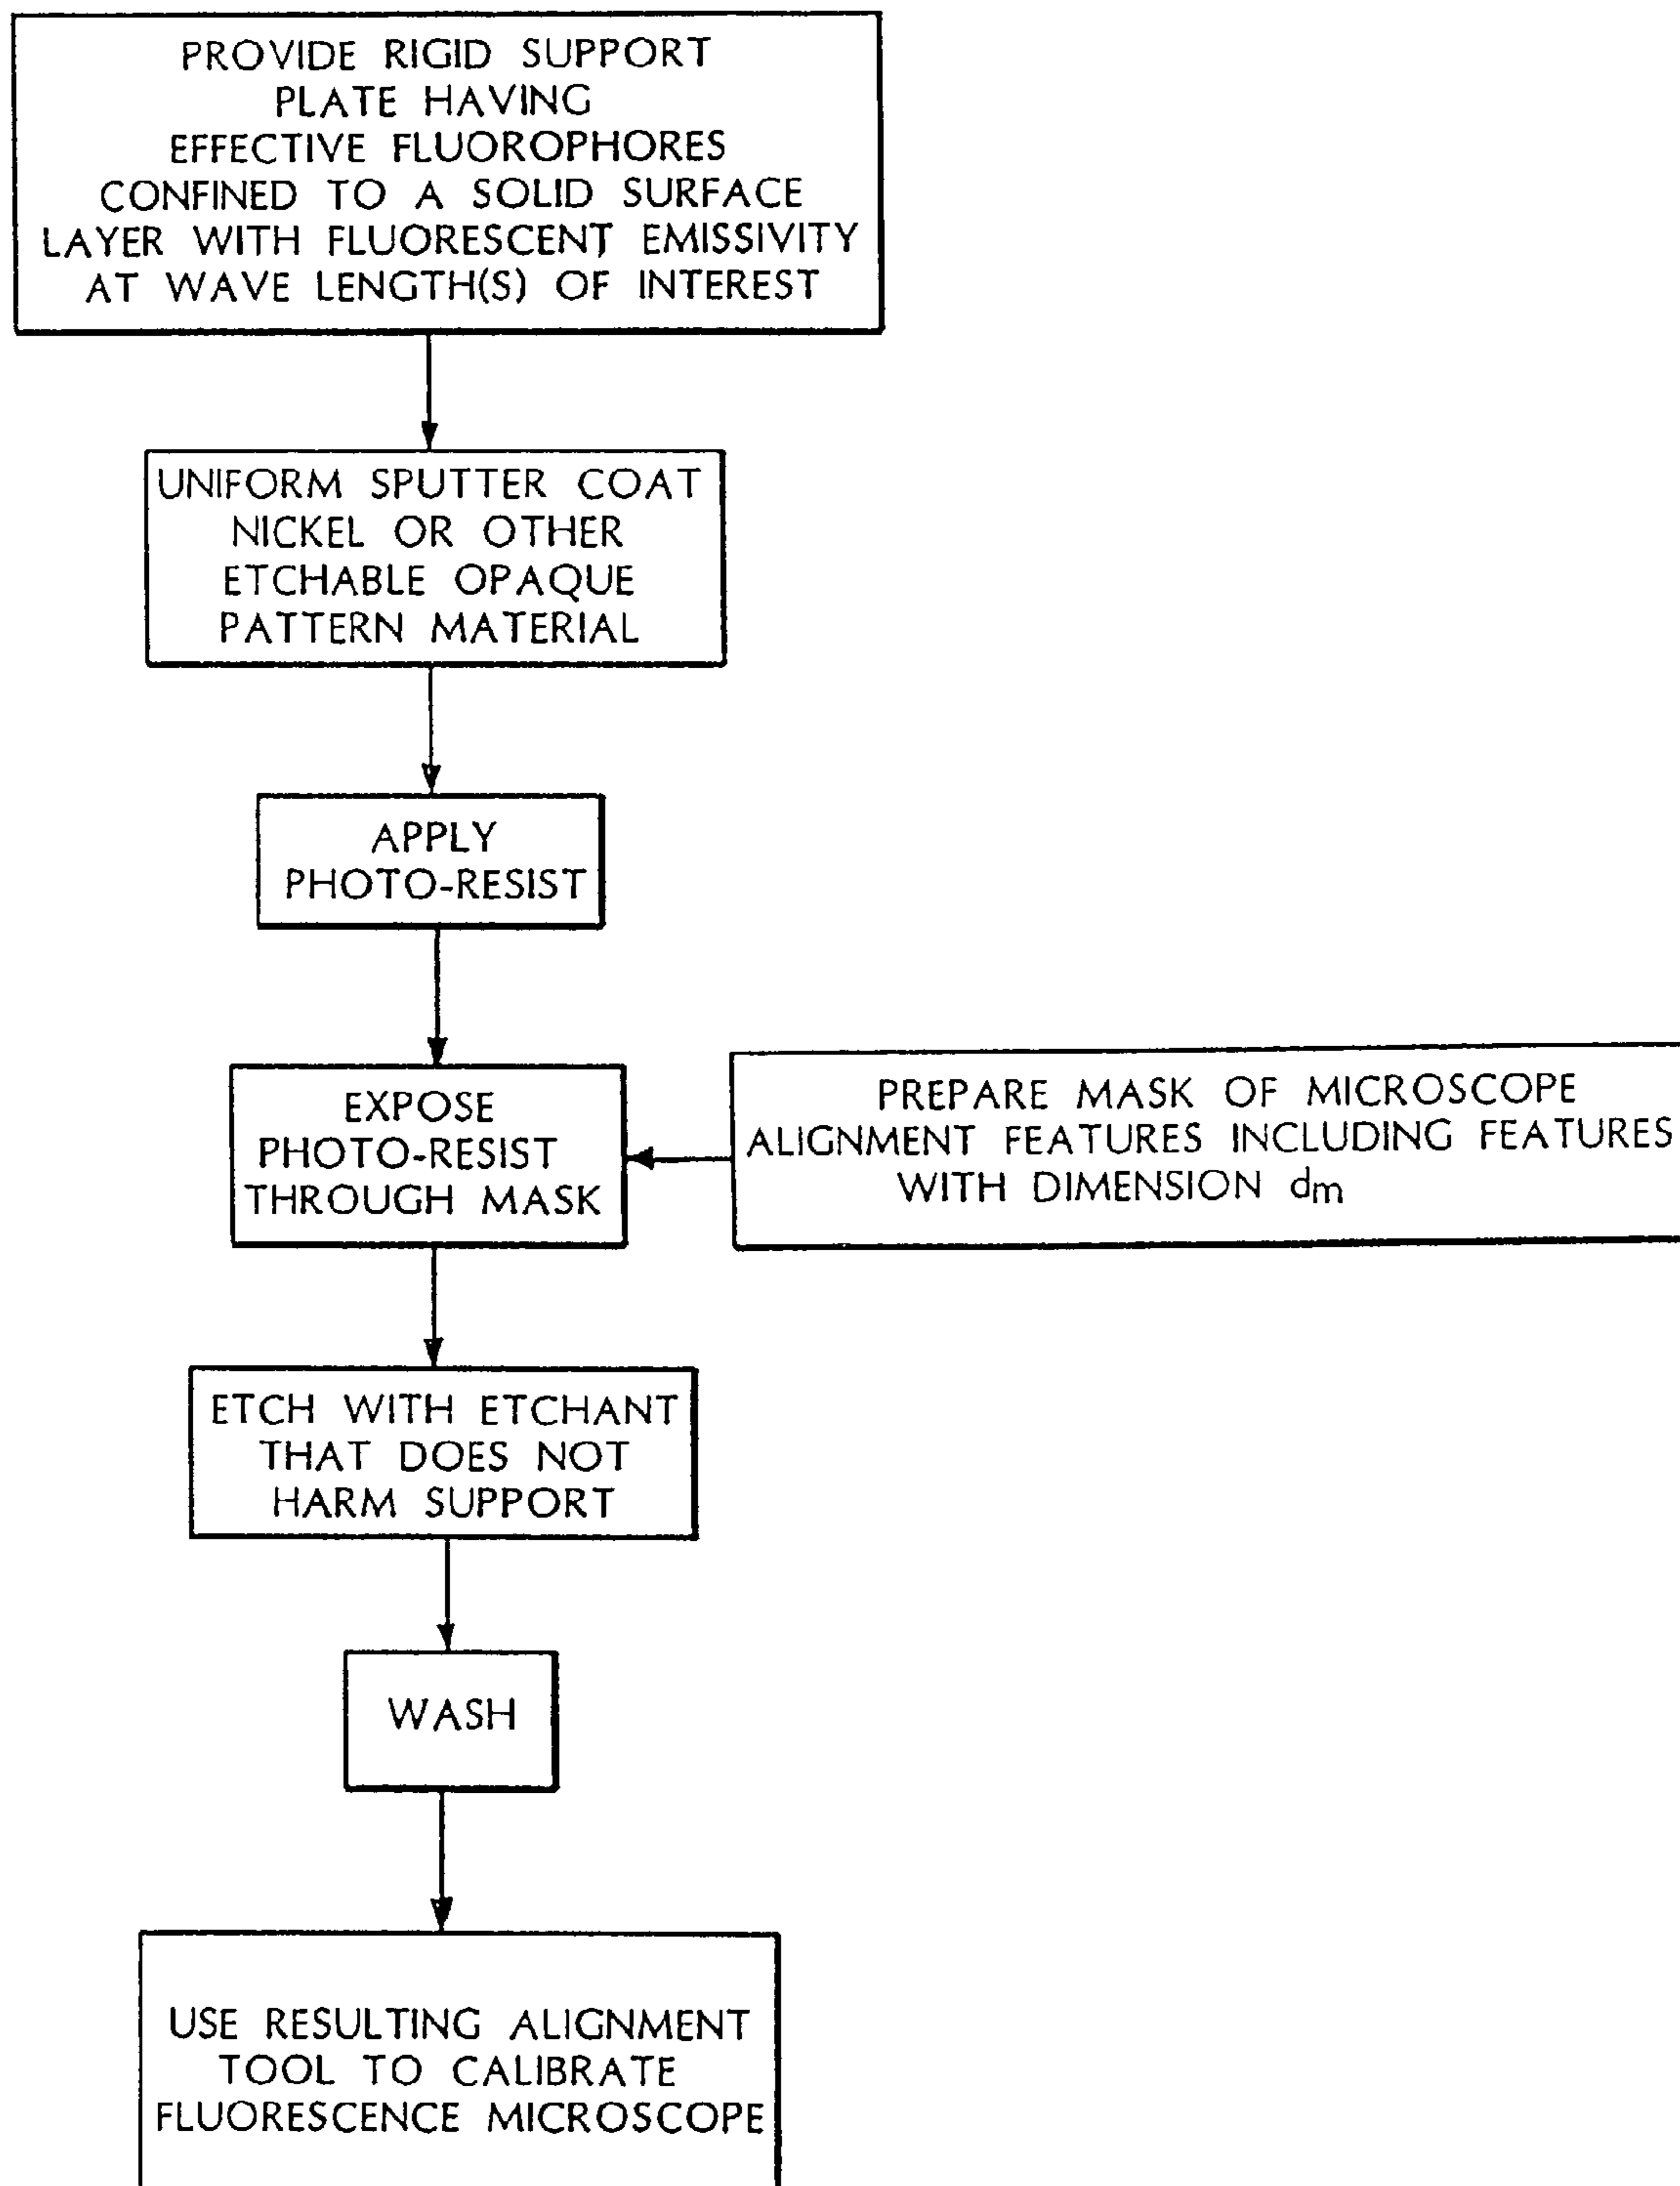 PROVIDE RIGID SUPPORT
PLATE HAVING
EFFECTIVE FLUOROPHORES
CONFINED TO A SOLID SURFACE
LAYER WITH FLUORESCENT EMISSIVITY
AT WAVE LENGTH(S) OF INTEREST
UNIFORM SPUTTER COAT
NICKEL OR OTHER
ETCHABLE OPAQUE
PATTERN MATERIAL
APPLY
PHOTO-RESIST
EXPOSE
PHOTO-RESIST
THROUGH MASK
PREPARE MASK OF MICROSCOPE
ALIGNMENT FEATURES INCLUDING FEATURES
WITH DIMENSION dm
ETCH WITH ETCHANT
THAT DOES NOT
HARM SUPPORT
WASH
USE RESULTING ALIGNMENT
TOOL TO CALIBRATE
FLUORESCENCE MICROSCOPE